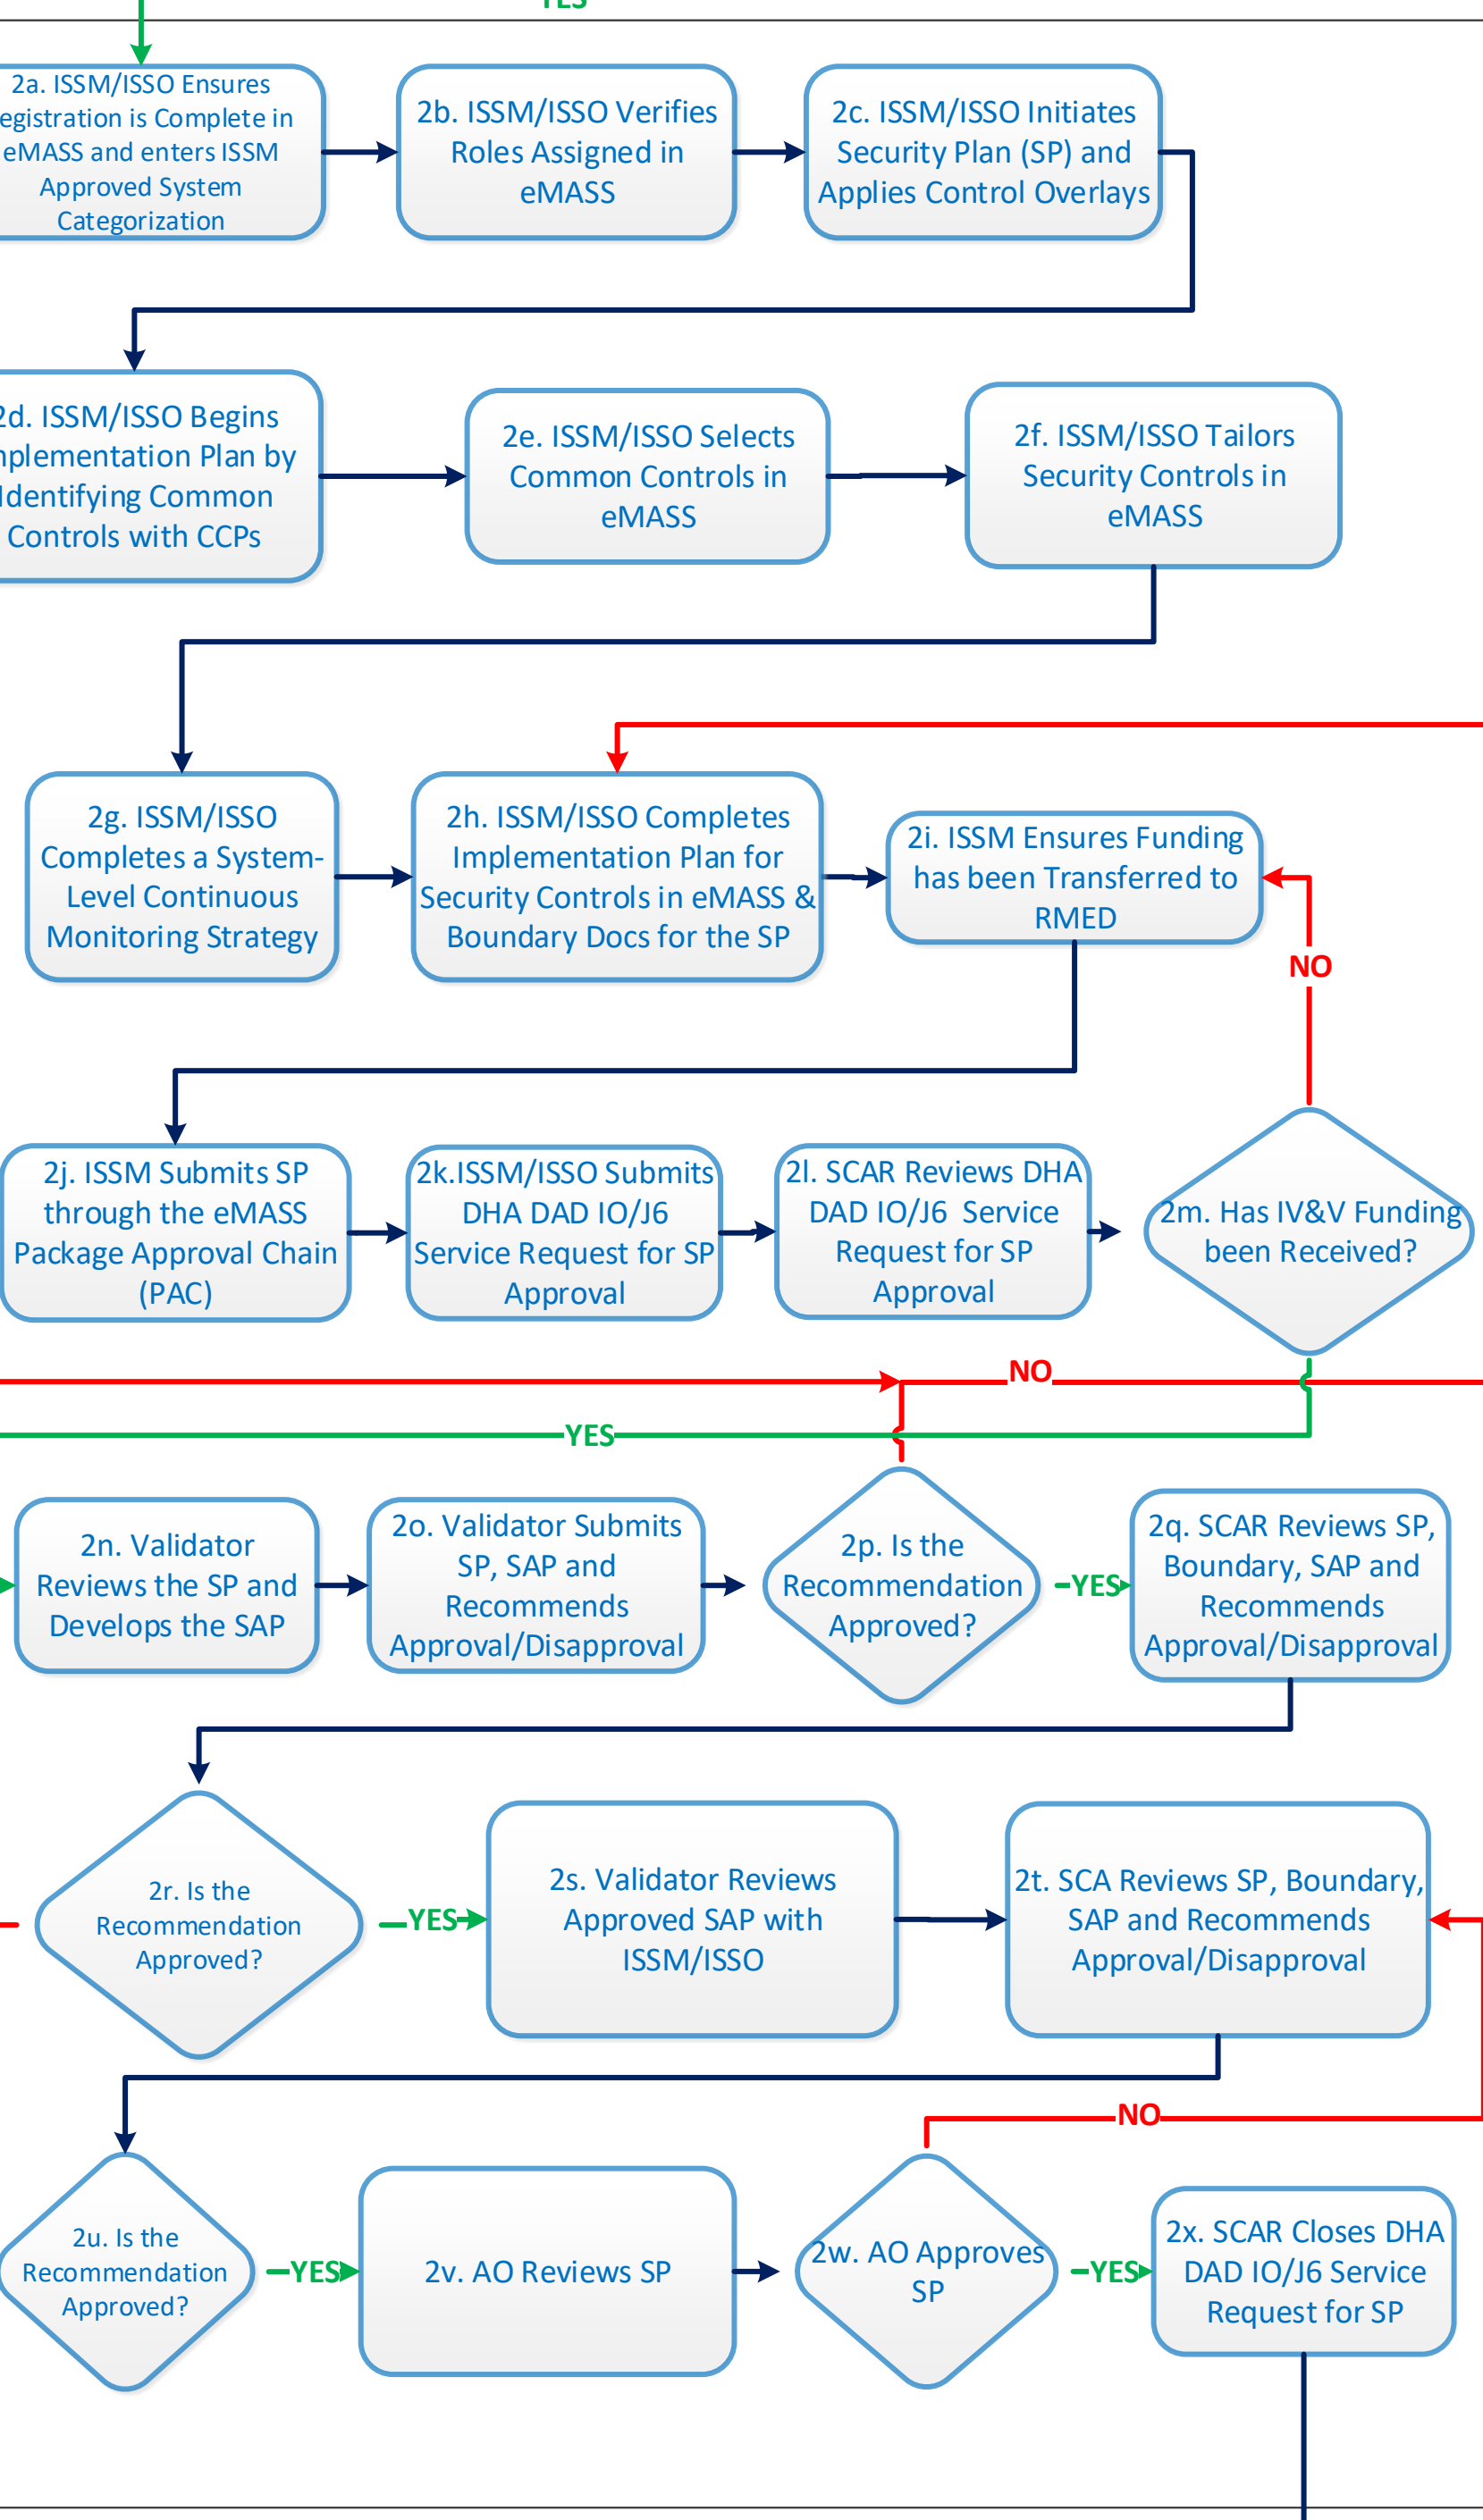 YES
2a. ISSM/ISSO Ensures
egistration is Complete in
eMASS and enters ISSM
Approved System
Categorization
2b. ISSM/ISSO Verifies
Roles Assigned in
eMASS
2c. ISSM/ISSO Initiates
Security Plan (SP) and
Applies Control Overlays
2d. ISSM/ISSO Begins
mplementation Plan by
Identifying Common
Controls with CCPs
2e. ISSM/ISSO Selects
Common Controls in
eMASS
2f. ISSM/ISSO Tailors
Security Controls in
eMASS
2g. ISSM/ISSO
Completes a System-
Level Continuous
Monitoring Strategy
2h. ISSM/ISSO Completes
Implementation Plan for
Security Controls in eMASS &
Boundary Docs for the SP
2i. ISSM Ensures Funding
has been Transferred to
RMED
NO
2j. ISSM Submits SP
through the eMASS
Package Approval Chain
(PAC)
2k.ISSM/ISSO Submits
DHA DAD IO/J6
Service Request for SP
Approval
2l. SCAR Reviews DHA
DAD IO/J6 Service
Request for SP
Approval
2m. Has IV&V Funding
been Received?
NO
YES
2n. Validator
Reviews the SP and
Develops the SAP
2o. Validator Submits
SP, SAP and
Recommends
Approval/Disapproval
2p. Is the
Recommendation
Approved?
YES
2q. SCAR Reviews SP,
Boundary, SAP and
Recommends
Approval/Disapproval
2r. Is the
Recommendation
Approved?
YES
2s. Validator Reviews
Approved SAP with
ISSM/ISSO
2t. SCA Reviews SP, Boundary,
SAP and Recommends
Approval/Disapproval
NO
2u. Is the
Recommendation
Approved?
YES
2v. AO Reviews SP
2w. AO Approves
SP
YES
2x. SCAR Closes DHA
DAD IO/J6 Service
Request for SP